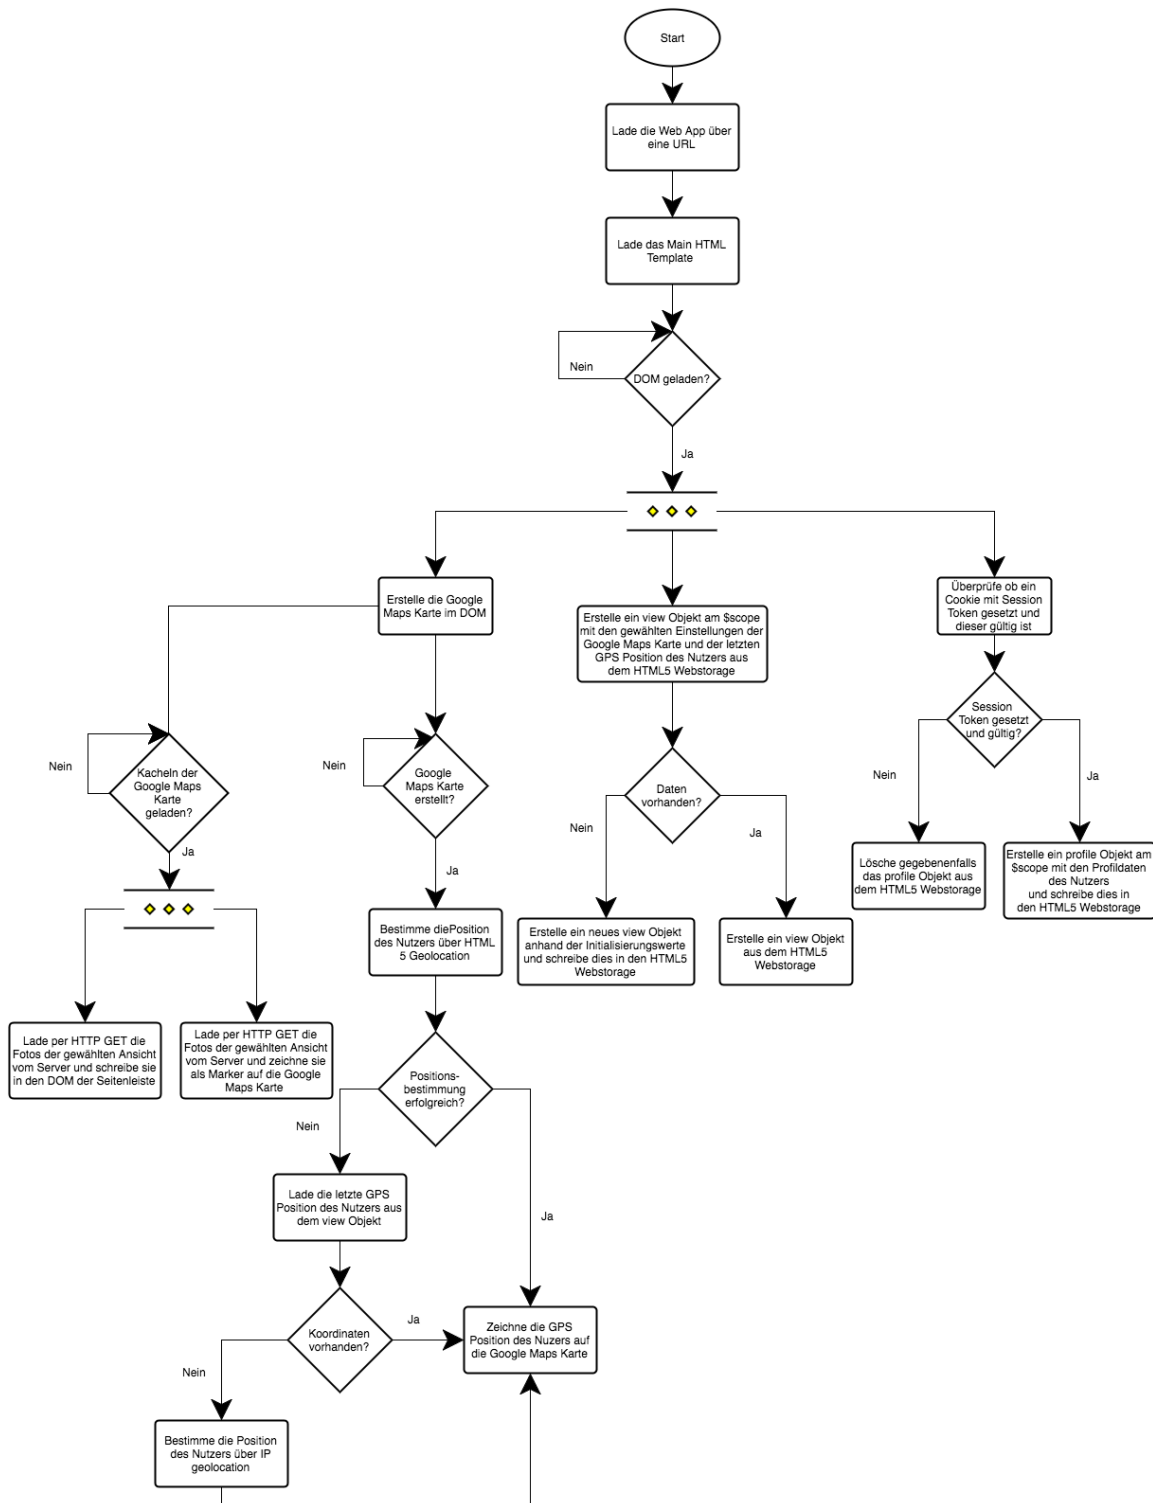 Start
Lade die Web App über
eine URL
Lade das Main HTML
Template
Nein
DOM geladen?
Ja
Erstelle die Google
Maps Karte im DOM
Erstelle ein view Objekt am $scope
mit den gewählten Einstellungen der
Google Maps Karte und der letzten
GPS Position des Nutzers aus
dem HTML5 Webstorage
Überprüfe ob ein
Cookie mit Session
Token gesetzt und
dieser gültig ist
Nein
Kacheln der
Google Maps
Karte
geladen?
Ja
Nein
Google
Maps Karte
erstellt?
Ja
Daten
vorhanden?
Nein
Ja
Session
Token gesetzt
und gültig?
Nein
Ja
Lösche gegebenenfalls
das profile Objekt aus
dem HTML5 Webstorage
Erstelle ein profile Objekt am
$scope mit den Profildaten
des Nutzers
und schreibe dies in
den HTML5 Webstorage
Bestimme diePosition
des Nutzers über HTML
5 Geolocation
Erstelle ein neues view Objekt
anhand der Initialisierungswerte
und schreibe dies in den HTML5
Webstorage
Erstelle ein view Objekt
aus dem HTML5
Webstorage
Lade per HTTP GET die
Fotos der gewählten Ansicht
vom Server und schreibe sie
in den DOM der Seitenleiste
Lade per HTTP GET die
Fotos der gewählten Ansicht
vom Server und zeichne sie
als Marker auf die Google
Maps Karte
Positions-
bestimmung
erfolgreich?
Nein
Ja
Lade die letzte GPS
Position des Nutzers aus
dem view Objekt
Koordinaten
vorhanden?
Ja
Nein
Zeichne die GPS
Position des Nuzers auf
die Google Maps Karte
Bestimme die Position
des Nutzers über IP
geolocation